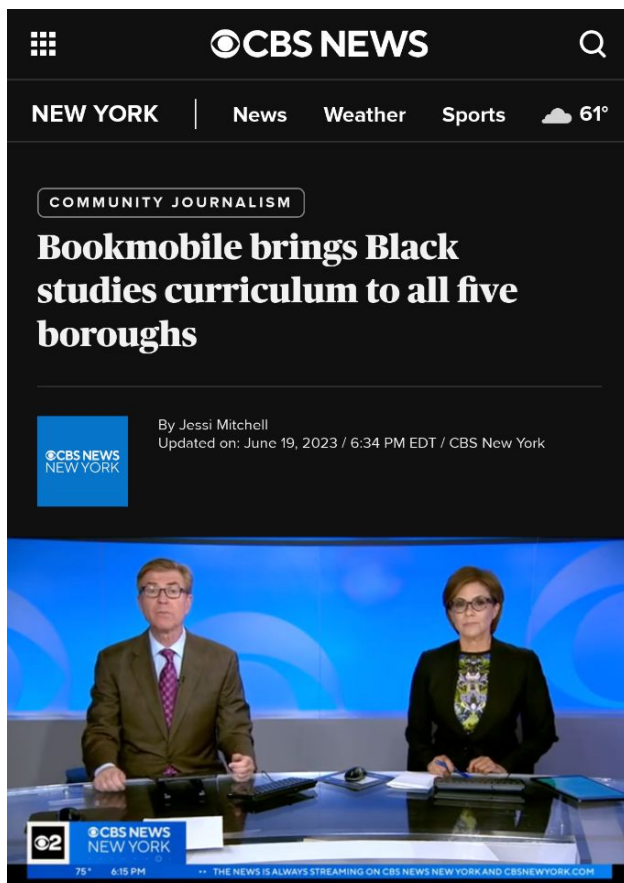 CBS NEWS
NEW YORK | News Weather Sports 61°
COMMUNITY JOURNALISM
Bookmobile brings Black
studies curriculum to all five
boroughs
CBS NEWS
NEW YORK
By Jessi Mitchell
Updated on: June 19, 2023 / 6:34 PM EDT / CBS New York
2
CBS NEWS
NEW YORK
75° 6:15 PM •• THE NEWS IS ALWAYS STREAMING ON CBS NEWS NEW YORK AND CBSNEWYORK.COM